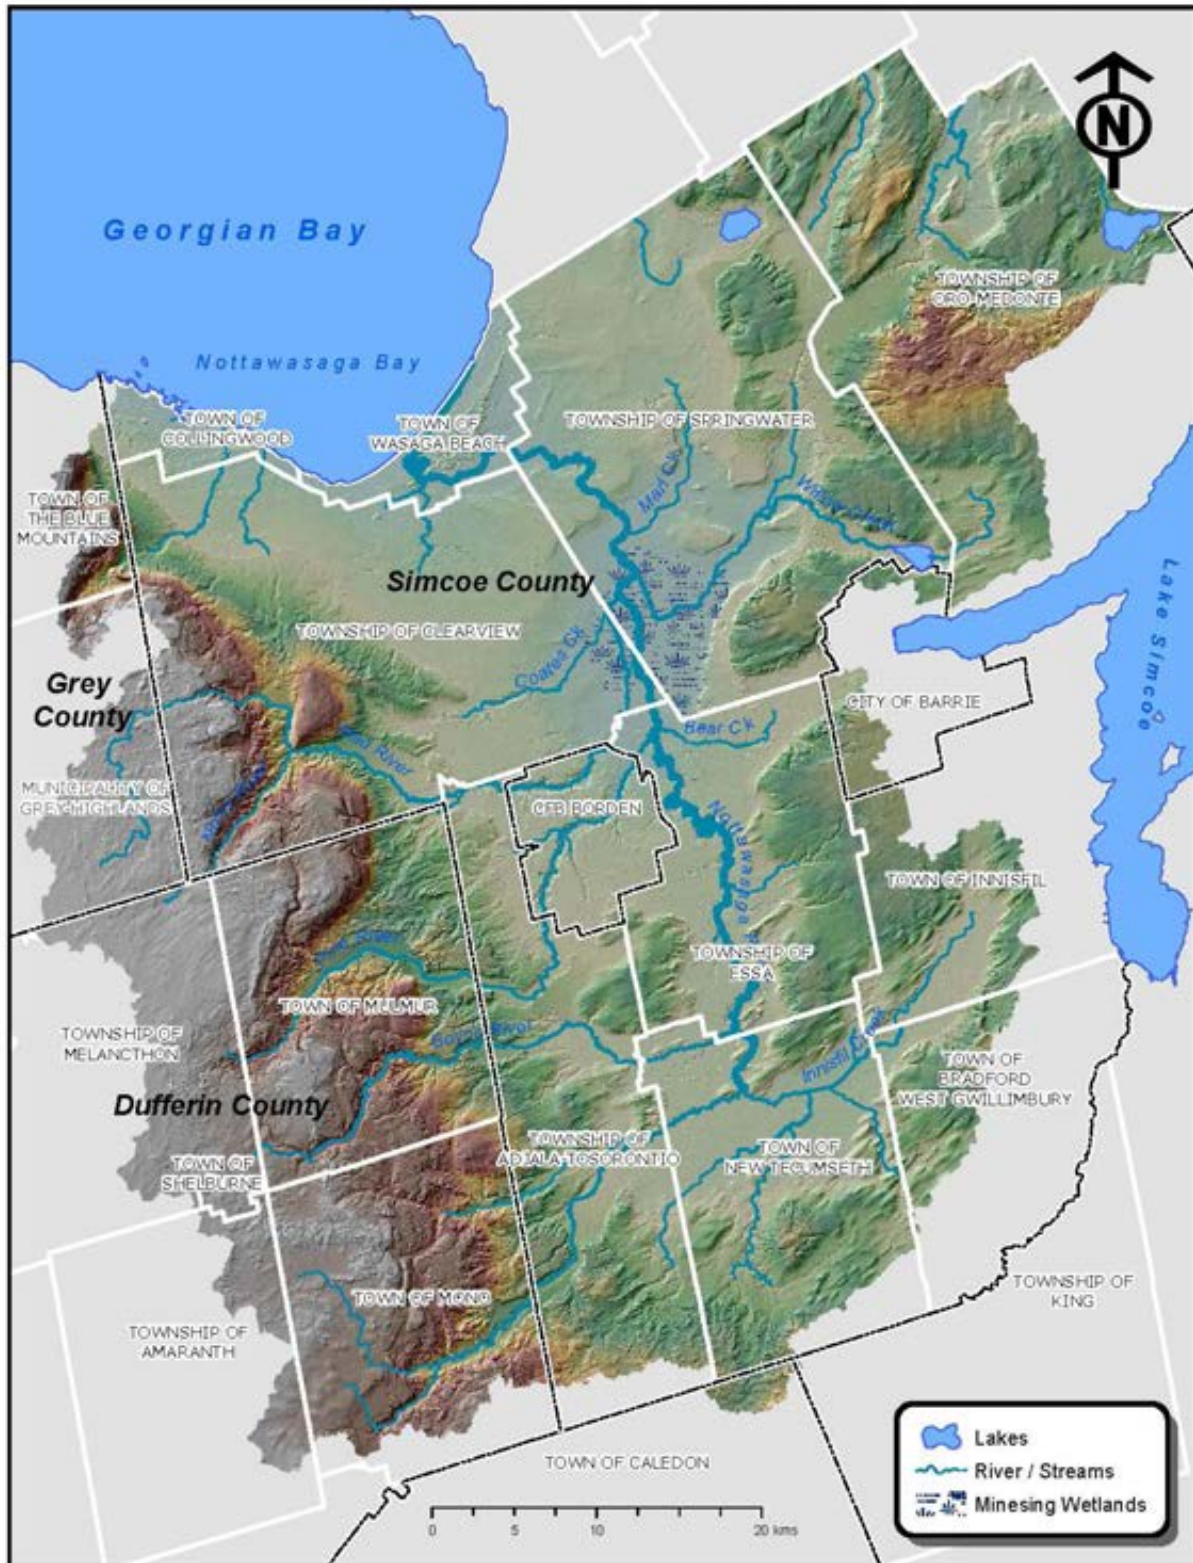 N
Georgian Bay
Nottawasaga Bay
TOWNSHIP OF
ORO-MEDONTE
TOWN OF
COLLINGWOOD
TOWN OF
WASAGA BEACH
TOWNSHIP OF SPRINGWATER
Marl Ck
Willow Creek
TOWN OF
THE BLUE
MOUNTAINS
Simcoe County
Lake Simcoe
TOWNSHIP OF CLEARVIEW
Coates Ck
Grey
County
CITY OF BARRIE
Bear Ck
Mad River
MUNICIPALITY OF
GREY-HIGHLANDS
CFB BORDEN
Nottawasaga
TOWN OF INNISFIL
TOWNSHIP OF
ESSA
River
TOWN OF MULMUR
TOWNSHIP OF
MELANCTHON
Boyne River
Innisfil Creek
TOWN OF
BRADFORD
WEST GWILLIMBURY
Dufferin County
TOWNSHIP OF
ADJALA-TOSORONTIO
TOWN OF
NEW TECUMSETH
TOWN OF
SHELBURNE
TOWN OF MONO
TOWNSHIP OF
KING
TOWNSHIP OF
AMARANTH
TOWN OF CALEDON
Lakes
River / Streams
Minesing Wetlands
0 5 10 20 kms